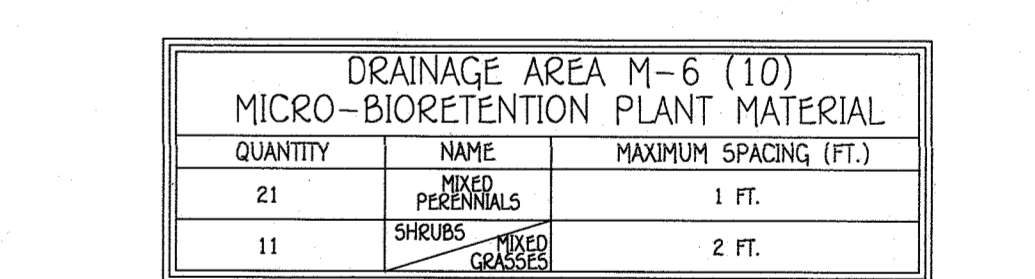 DRAINAGE AREA M-6 (10)
MICRO-BIORETENTION PLANT MATERIAL
QUANTITY NAME MAXIMUM SPACING (FT.)
21 MIXED PERENNIALS 1 FT.
11 SHRUBS MIXED GRASSES 2 FT.